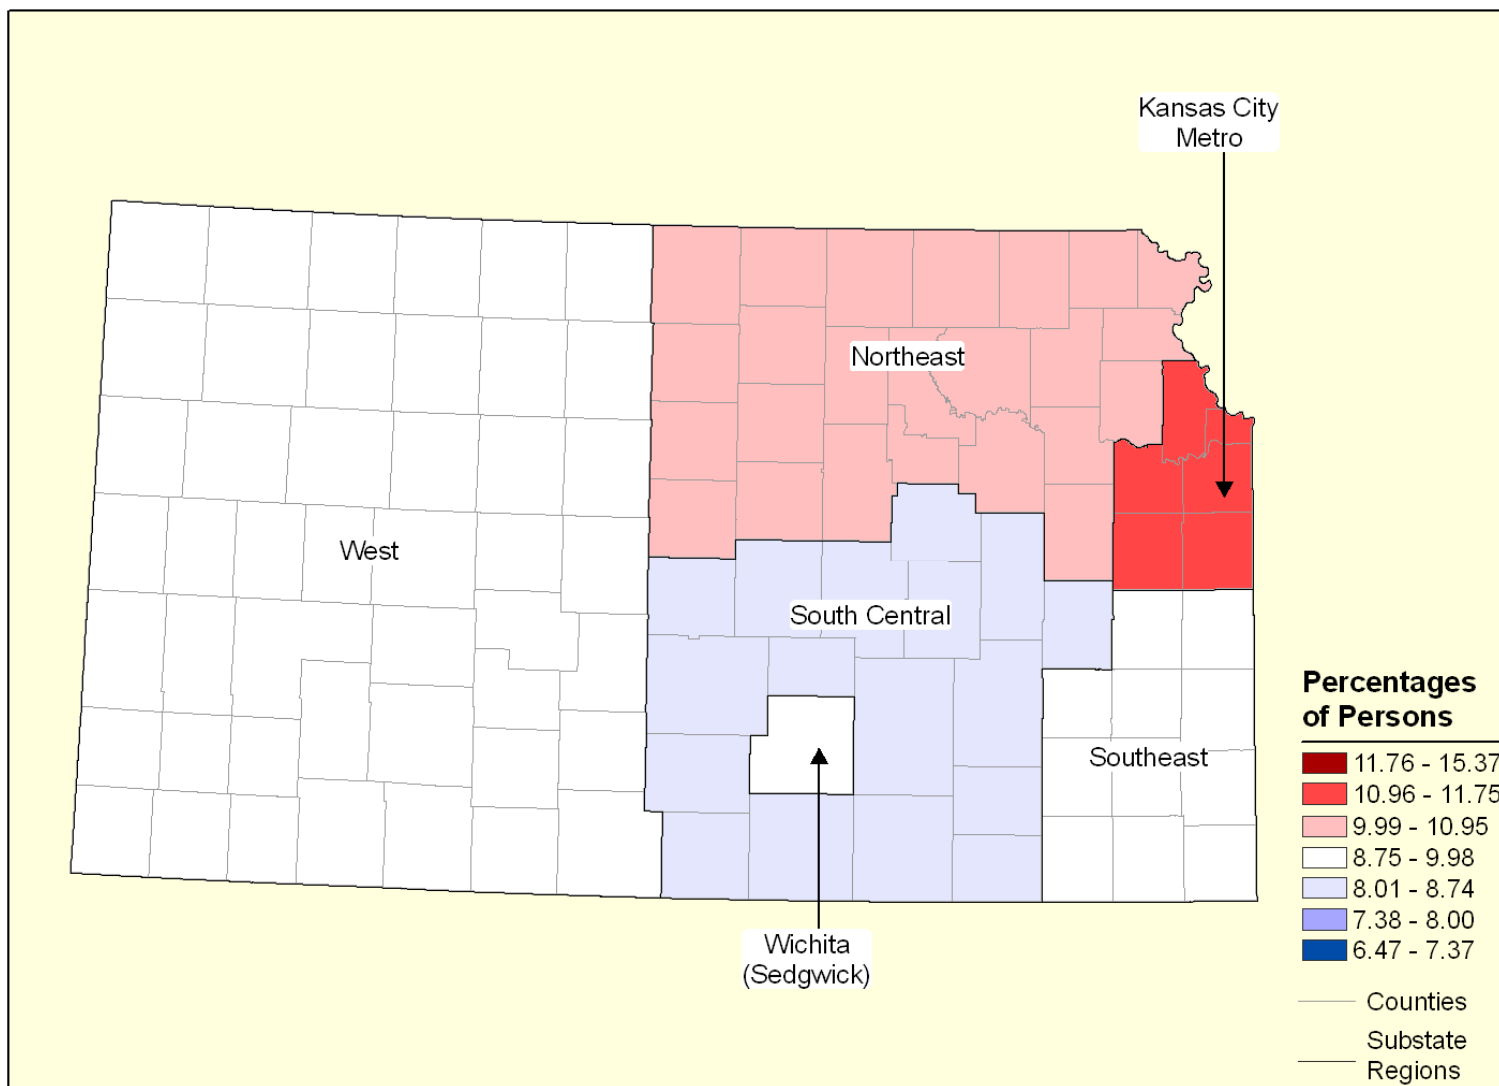 Kansas City
Metro
Northeast
West
South Central
Southeast
Wichita
(Sedgwick)
Percentages
of Persons
11.76 - 15.37
10.96 - 11.75
9.99 - 10.95
8.75 - 9.98
8.01 - 8.74
7.38 - 8.00
6.47 - 7.37
Counties
Substate
Regions